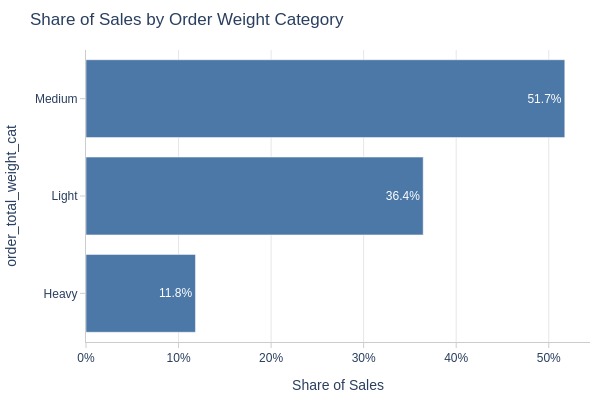 Share of Sales by Order Weight Category
order_total_weight_cat
Medium
51.7%
Light
36.4%
Heavy
11.8%
0% 10% 20% 30% 40% 50%
Share of Sales